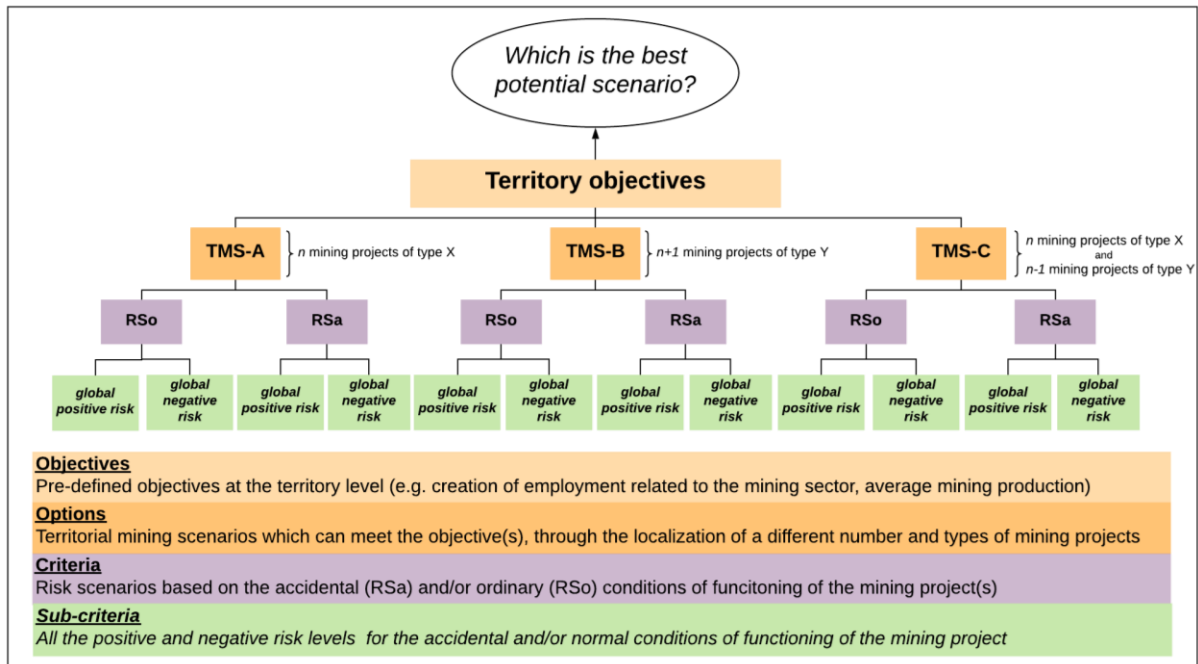 Which is the best
potential scenario?
Territory objectives
TMS-A
n mining projects of type X
TMS-B
n+1 mining projects of type Y
TMS-C
n mining projects of type X
and
n-1 mining projects of type Y
RSo
RSa
RSo
RSa
RSo
RSa
global
positive risk
global
negative
risk
global
positive risk
global
negative
risk
global
positive risk
global
negative
risk
global
positive risk
global
negative
risk
global
positive risk
global
negative
risk
global
positive risk
global
negative
risk
Objectives
Pre-defined objectives at the territory level (e.g. creation of employment related to the mining sector, average mining production)
Options
Territorial mining scenarios which can meet the objective(s), through the localization of a different number and types of mining projects
Criteria
Risk scenarios based on the accidental (RSa) and/or ordinary (RSo) conditions of funcitoning of the mining project(s)
Sub-criteria
All the positive and negative risk levels for the accidental and/or normal conditions of functioning of the mining project